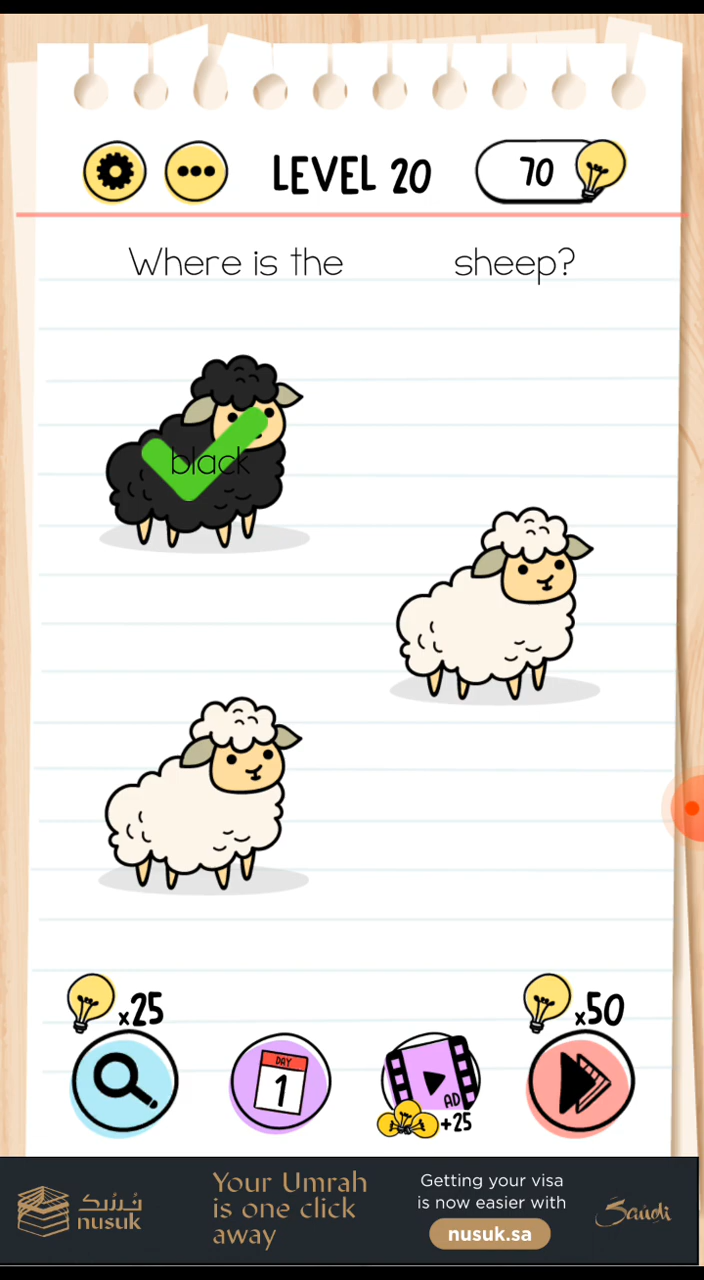 LEVEL 20
70
Where is the sheep?
black
x25
x50
DAY
1
AD
+25
نُسُك
nusuk
Your Umrah
is one click
away
Getting your visa
is now easier with
nusuk.sa
Saudi